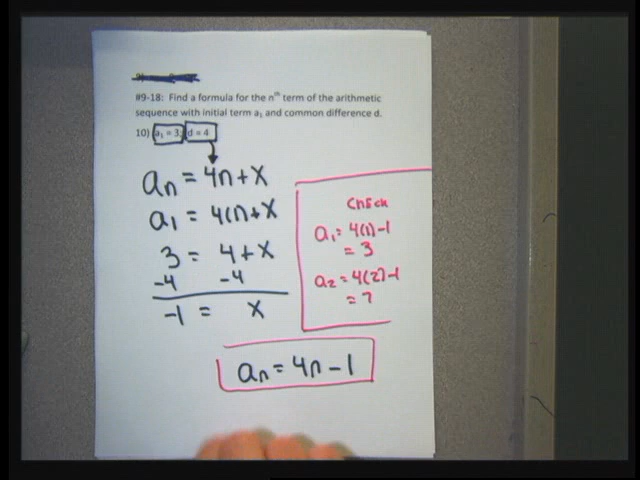 #9-18: Find a formula for the nth term of the arithmetic
sequence with initial term a₁ and common difference d.
10) a₁ = 3; d = 4
an = 4n + x
a₁ = 4(n + x
3 = 4 + x
-4 -4
-1 = x
Check
a₁ = 4(1) - 1
= 3
a₂ = 4(2) - 1
= 7
an = 4n - 1